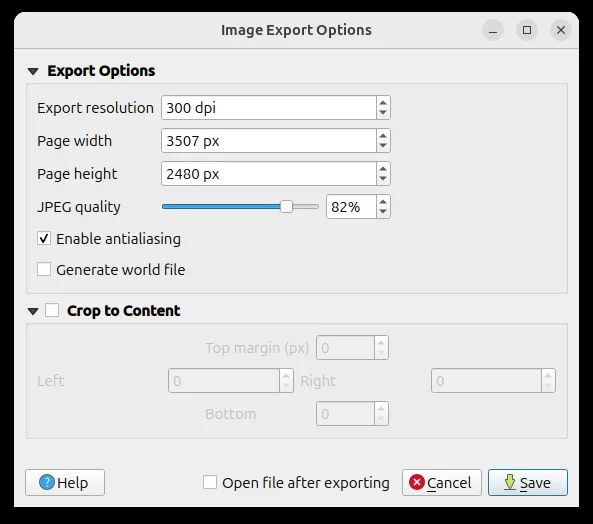 Image Export Options
Export Options
Export resolution 300 dpi
Page width 3507 px
Page height 2480 px
JPEG quality 82%
Enable antialiasing
Generate world file
Crop to Content
Top margin (px) 0
Left 0 Right 0
Bottom 0
Help Open file after exporting Cancel Save